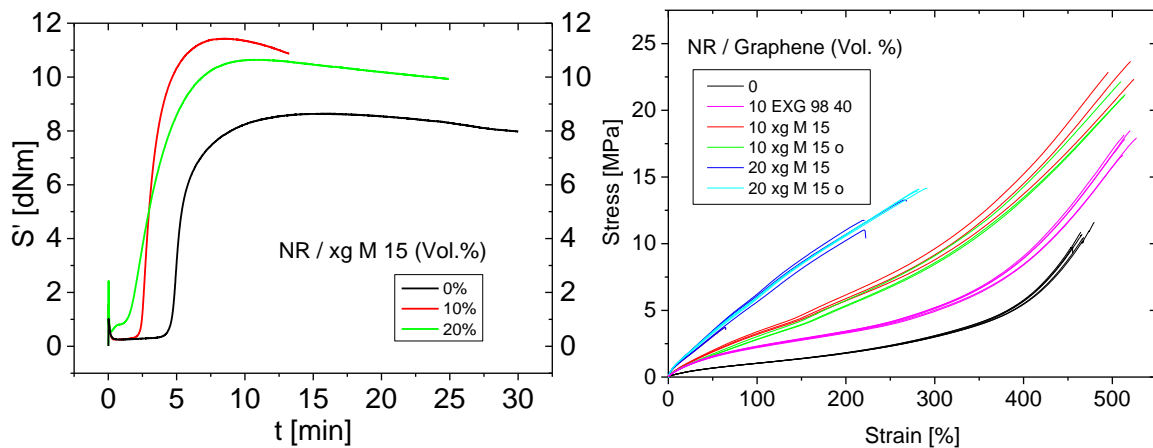 12
10
8
6
4
2
0
S' [dNm]
NR / xg M 15 (Vol.%)
0%
10%
20%
12
10
8
6
4
2
0
0 5 10 15 20 25 30
t [min]
25
20
15
10
5
0
Stress [MPa]
NR / Graphene (Vol. %)
0
10 EXG 98 40
10 xg M 15
10 xg M 15 o
20 xg M 15
20 xg M 15 o
0 100 200 300 400 500
Strain [%]